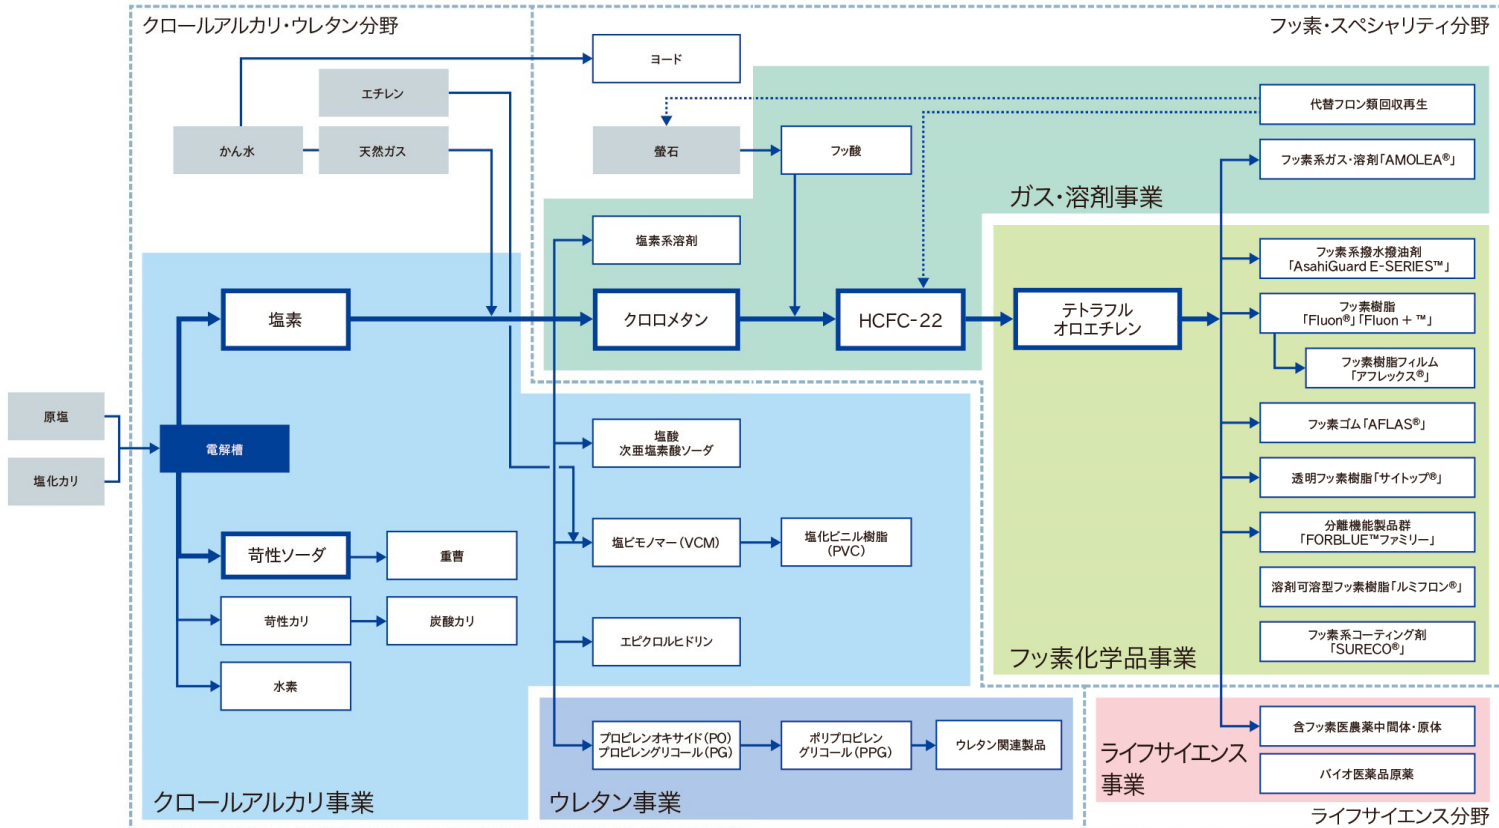 クロールアルカリ・ウレタン分野
フッ素・スペシャリティ分野
ヨード
エチレン
代替フロン類回収再生
かん水
天然ガス
螢石
フッ酸
フッ素系ガス・溶剤「AMOLEA®」
ガス・溶剤事業
塩素系溶剤
フッ素系撥水撥油剤
「AsahiGuard E-SERIES™」
塩素
クロロメタン
HCFC-22
テトラフル
オロエチレン
フッ素樹脂
「Fluon®」「Fluon + ™」
フッ素樹脂フィルム
「アフレックス®」
原塩
電解槽
塩化カリ
塩酸
次亜塩素酸ソーダ
フッ素ゴム「AFLAS®」
透明フッ素樹脂「サイトップ®」
苛性ソーダ
重曹
塩ビモノマー(VCM)
塩化ビニル樹脂
(PVC)
分離機能製品群
「FORBLUE™ファミリー」
溶剤可溶型フッ素樹脂「ルミフロン®」
苛性カリ
炭酸カリ
エピクロルヒドリン
フッ素系コーティング剤
「SURECO®」
フッ素化学品事業
水素
プロピレンオキサイド(PO)
プロピレングリコール(PG)
ポリプロピレン
グリコール(PPG)
ウレタン関連製品
含フッ素医農薬中間体・原体
ライフサイエンス
事業
バイオ医薬品原薬
クロールアルカリ事業
ウレタン事業
ライフサイエンス分野